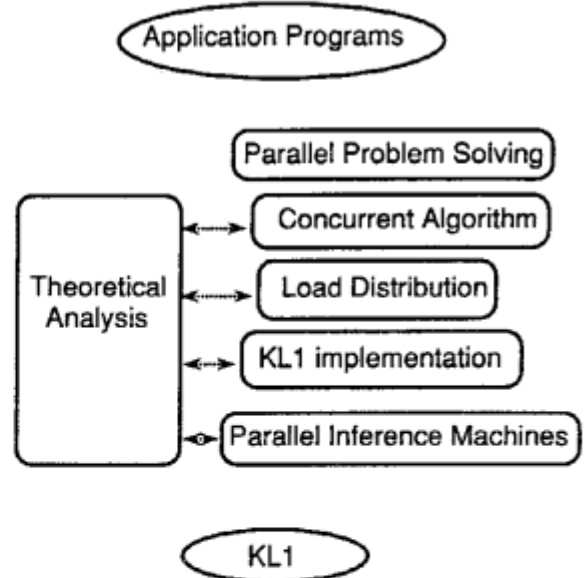 Application Programs
Parallel Problem Solving
Concurrent Algorithm
Theoretical
Analysis
Load Distribution
KL1 implementation
Parallel Inference Machines
KL1